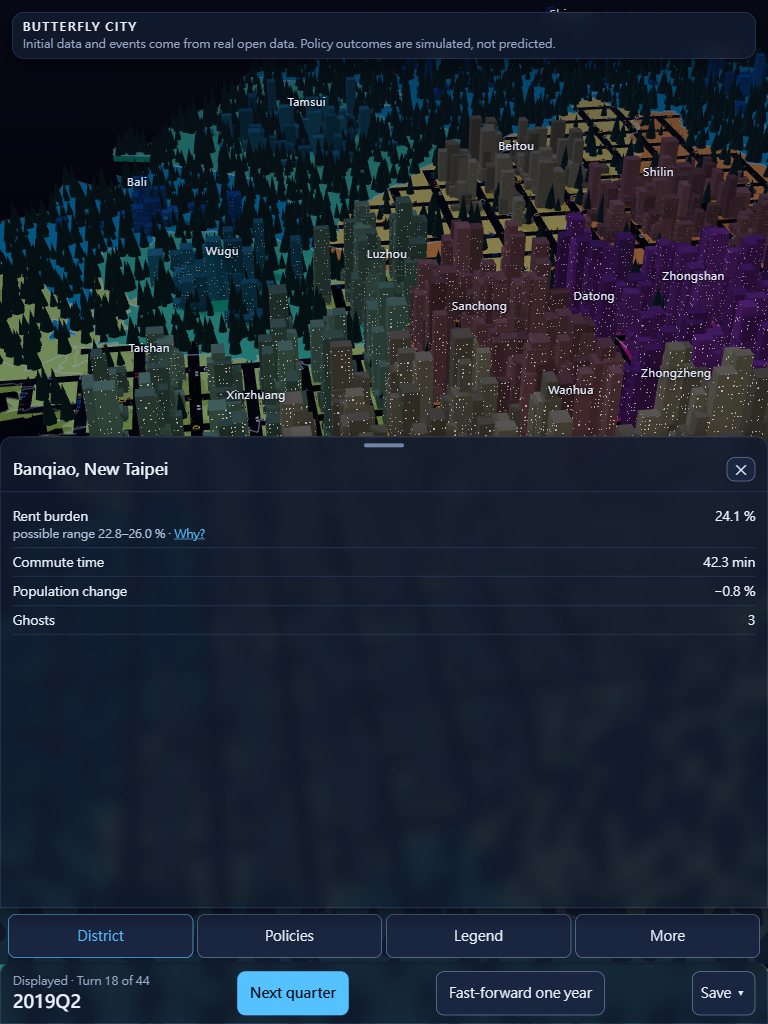 BUTTERFLY CITY
Initial data and events come from real open data. Policy outcomes are simulated, not predicted.
Tamsui
Beitou
Shilin
Bali
Wugu
Luzhou
Zhongshan
Datong
Sanchong
Taishan
Zhongzheng
Xinzhuang
Wanhua
Banqiao, New Taipei
Rent burden 24.1 %
possible range 22.8–26.0 % · Why?
Commute time 42.3 min
Population change −0.8 %
Ghosts 3
District Policies Legend More
Displayed · Turn 18 of 44
2019Q2
Next quarter Fast-forward one year Save ▾